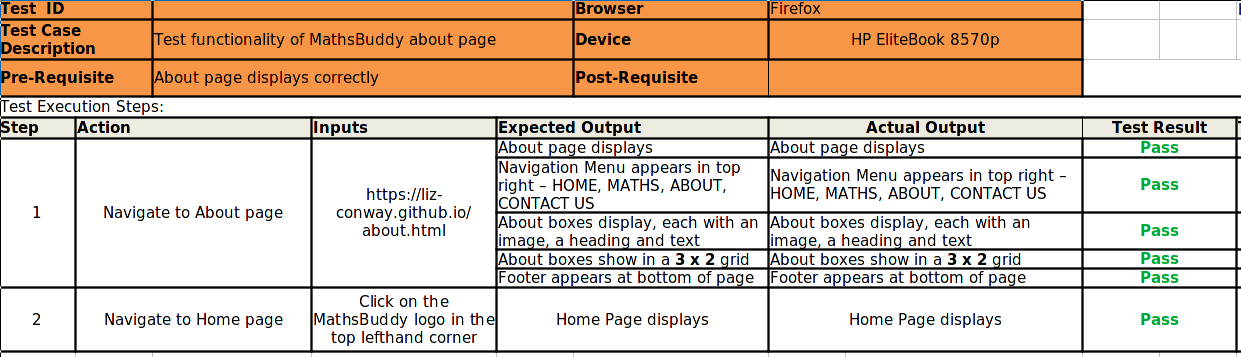 Test  ID Browser Firefox
Test Case
Description Test functionality of MathsBuddy about page Device HP EliteBook 8570p
Pre-Requisite About page displays correctly Post-Requisite
Test Execution Steps:
Step Action Inputs Expected Output Actual Output Test Result
1 Navigate to About page
https://liz-
conway.github.io/
about.html
About page displays About page displays Pass
Navigation Menu appears in top
right – HOME, MATHS, ABOUT,
CONTACT US
Navigation Menu appears in top right –
HOME, MATHS, ABOUT, CONTACT US
Pass
About boxes display, each with an
image, a heading and text
About boxes display, each with an
image, a heading and text
Pass
About boxes show in a 3 x 2 grid About boxes show in a 3 x 2 grid Pass
Footer appears at bottom of page Footer appears at bottom of page Pass
2 Navigate to Home page
Click on the
MathsBuddy logo in the
top lefthand corner
Home Page displays Home Page displays Pass